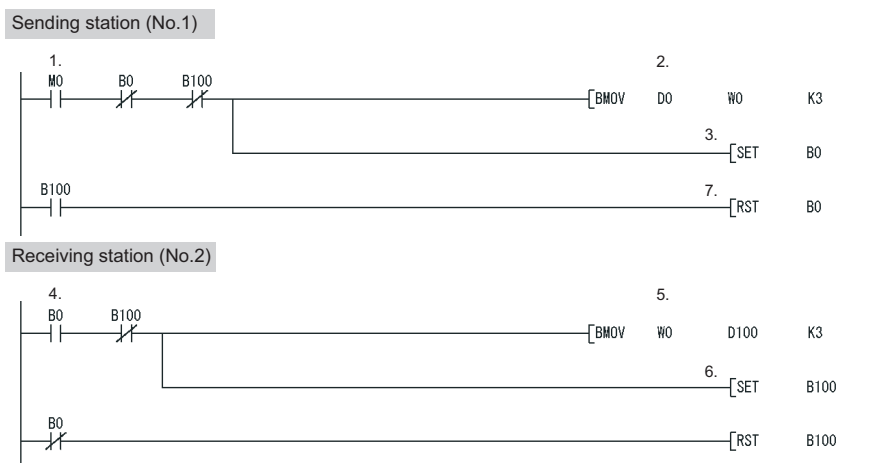 Sending station (No.1)
1. 2.
M0 B0 B100
BMOV D0 W0 K3
3.
SET B0
B100 7.
RST B0
Receiving station (No.2)
4. 5.
B0 B100
BMOV W0 D100 K3
6.
SET B100
B0
RST B100